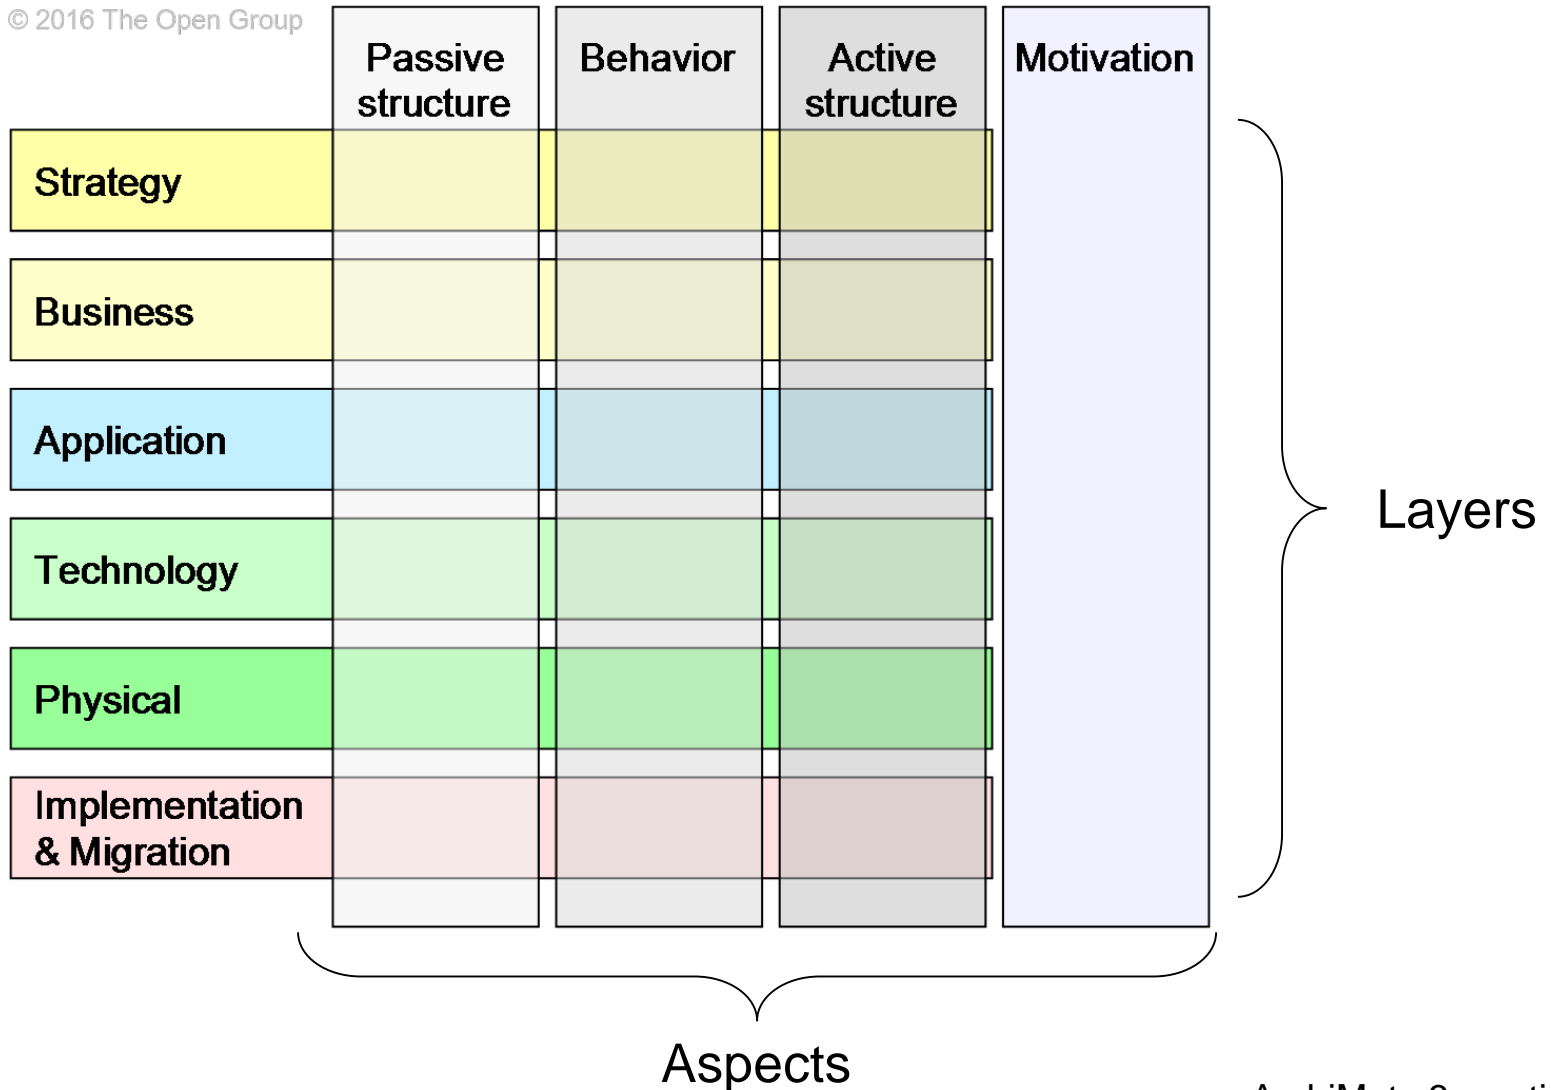 © 2016 The Open Group
Passive
structure
Behavior
Active
structure
Motivation
Strategy
Business
Application
Technology
Physical
Implementation
& Migration
Layers
Aspects